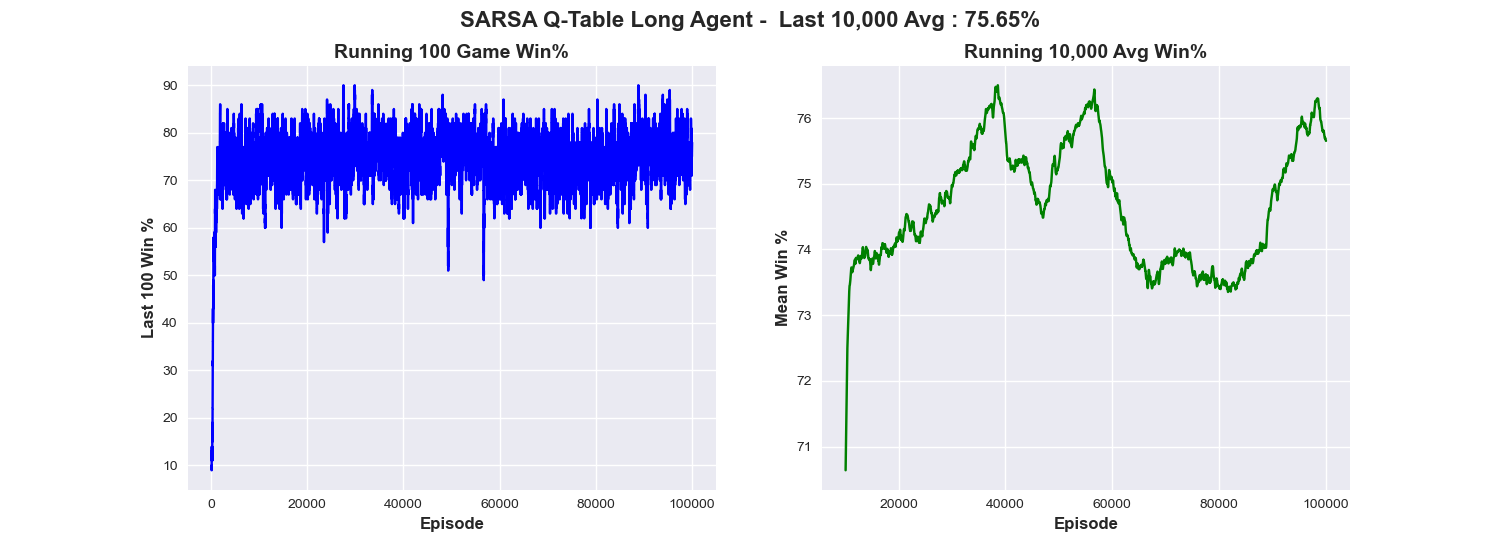 SARSA Q-Table Long Agent -  Last 10,000 Avg : 75.65%
Running 100 Game Win%
Last 100 Win %
90
80
70
60
50
40
30
20
10
0 20000 40000 60000 80000 100000
Episode
Running 10,000 Avg Win%
Mean Win %
76
75
74
73
72
71
20000 40000 60000 80000 100000
Episode